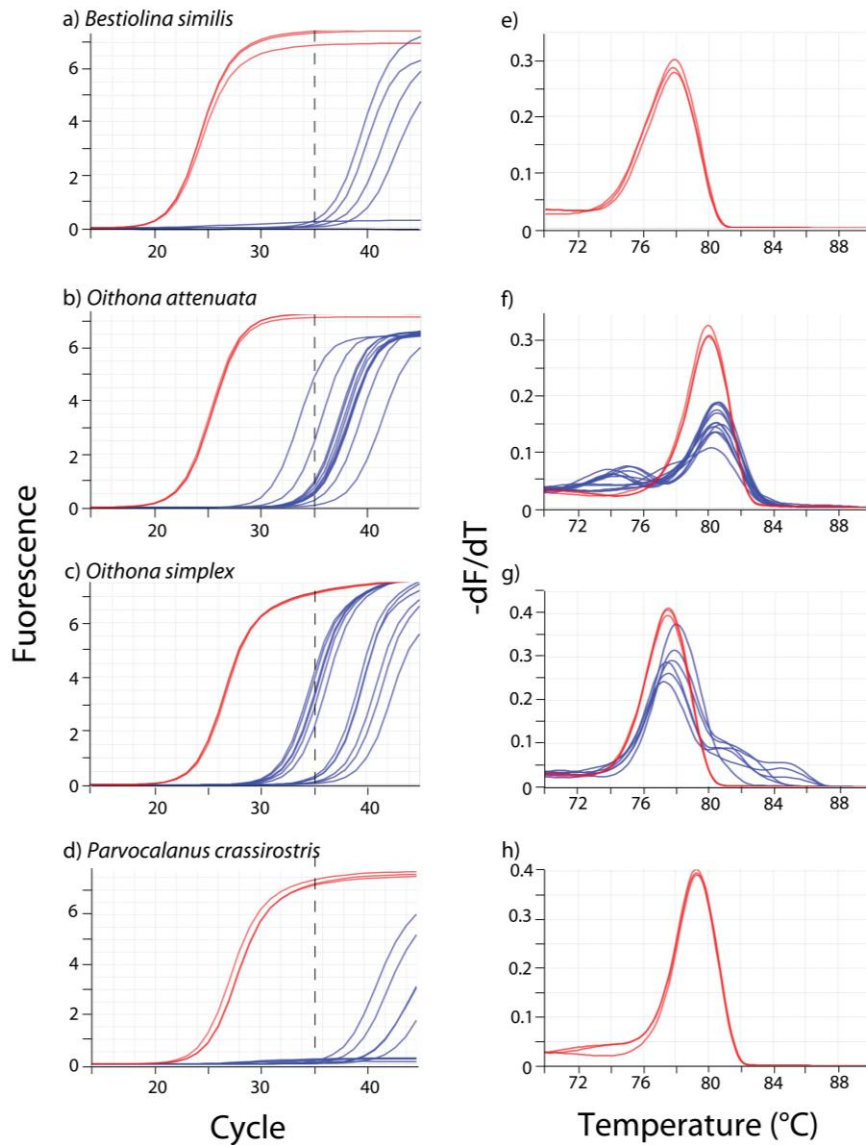 a) Bestiolina similis
6
4
2
0
20 30 40
e)
0.3
0.2
0.1
0
72 76 80 84 88
b) Oithona attenuata
6
4
2
0
20 30 40
f)
0.3
0.2
0.1
0
72 76 80 84 88
c) Oithona simplex
6
4
2
0
20 30 40
g)
0.4
0.3
0.2
0.1
0
72 76 80 84 88
d) Parvocalanus crassirostris
6
4
2
0
20 30 40
h)
0.4
0.3
0.2
0.1
0
72 76 80 84 88
Fuorescence
-dF/dT
Cycle
Temperature (°C)